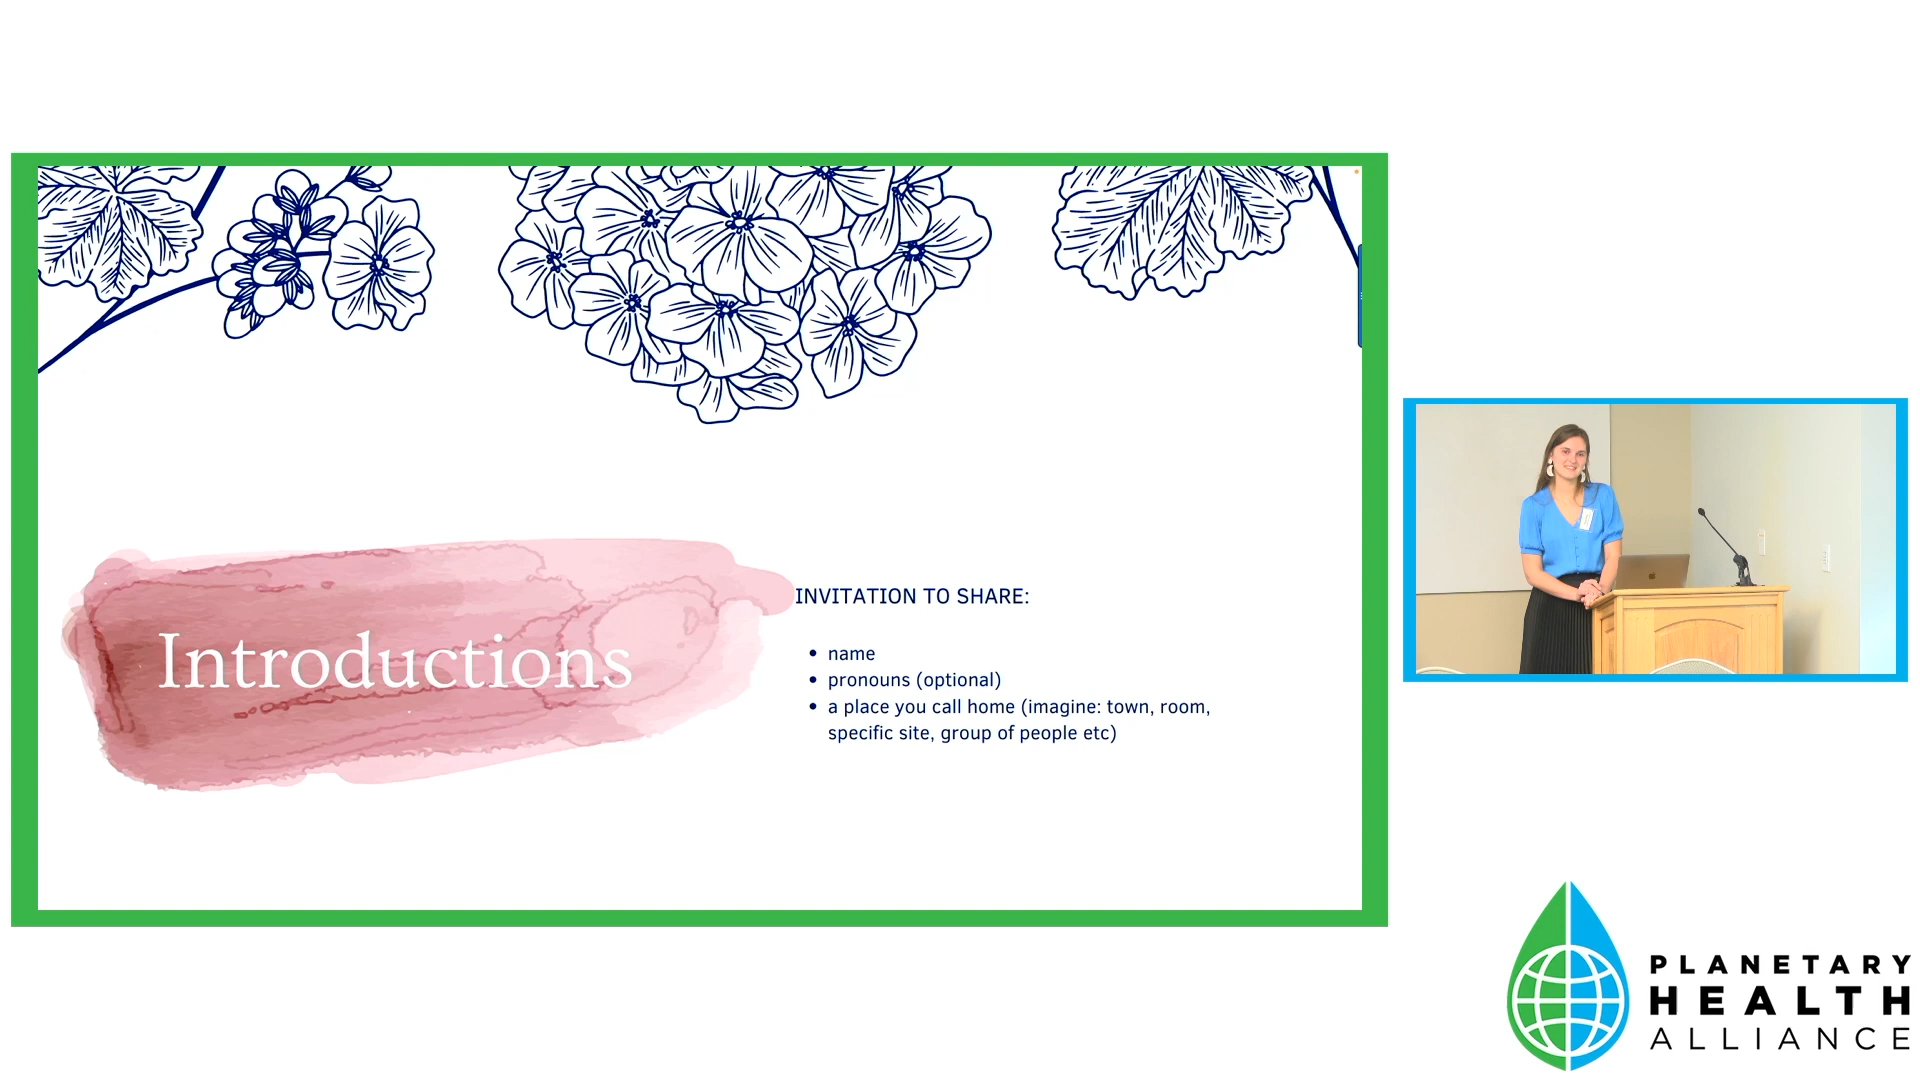 Introductions
INVITATION TO SHARE:
• name
• pronouns (optional)
• a place you call home (imagine: town, room,
specific site, group of people etc)
PLANETARY
HEALTH
ALLIANCE